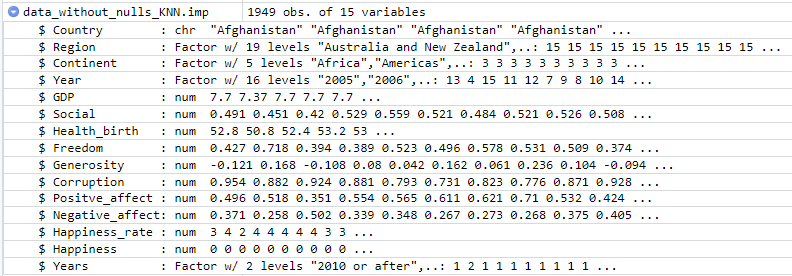 data_without_nulls_KNN.imp 1949 obs. of 15 variables
$ Country : chr "Afghanistan" "Afghanistan" "Afghanistan" "Afghanistan" ...
$ Region : Factor w/ 19 levels "Australia and New Zealand",..: 15 15 15 15 15 15 15 15 15 15 ...
$ Continent : Factor w/ 5 levels "Africa","Americas",..: 3 3 3 3 3 3 3 3 3 3 ...
$ Year : Factor w/ 16 levels "2005","2006",..: 13 4 15 11 12 7 9 8 10 14 ...
$ GDP : num 7.7 7.37 7.7 7.7 7.7 ...
$ Social : num 0.491 0.451 0.42 0.529 0.559 0.521 0.484 0.521 0.526 0.508 ...
$ Health_birth : num 52.8 50.8 52.4 53.2 53 ...
$ Freedom : num 0.427 0.718 0.394 0.389 0.523 0.496 0.578 0.531 0.509 0.374 ...
$ Generosity : num -0.121 0.168 -0.108 0.08 0.042 0.162 0.061 0.236 0.104 -0.094 ...
$ Corruption : num 0.954 0.882 0.924 0.881 0.793 0.731 0.823 0.776 0.871 0.928 ...
$ Positve_affect : num 0.496 0.518 0.351 0.554 0.565 0.611 0.621 0.71 0.532 0.424 ...
$ Negative_affect: num 0.371 0.258 0.502 0.339 0.348 0.267 0.273 0.268 0.375 0.405 ...
$ Happiness_rate : num 3 4 2 4 4 4 4 4 3 3 ...
$ Happiness : num 0 0 0 0 0 0 0 0 0 0 ...
$ Years : Factor w/ 2 levels "2010 or after",..: 1 2 1 1 1 1 1 1 1 1 ...